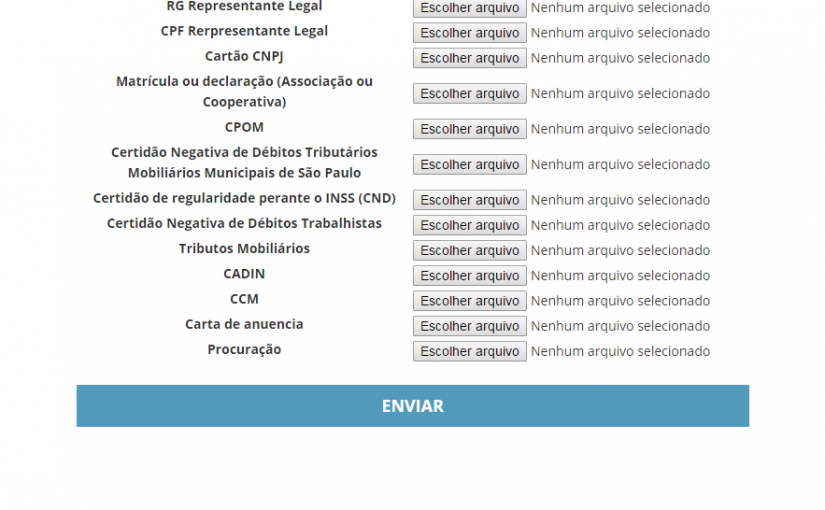 RG Representante Legal Escolher arquivo Nenhum arquivo selecionado
CPF Rerpresentante Legal Escolher arquivo Nenhum arquivo selecionado
Cartão CNPJ Escolher arquivo Nenhum arquivo selecionado
Matrícula ou declaração (Associação ou
Cooperativa) Escolher arquivo Nenhum arquivo selecionado
CPOM Escolher arquivo Nenhum arquivo selecionado
Certidão Negativa de Débitos Tributários
Mobiliários Municipais de São Paulo Escolher arquivo Nenhum arquivo selecionado
Certidão de regularidade perante o INSS (CND) Escolher arquivo Nenhum arquivo selecionado
Certidão Negativa de Débitos Trabalhistas Escolher arquivo Nenhum arquivo selecionado
Tributos Mobiliários Escolher arquivo Nenhum arquivo selecionado
CADIN Escolher arquivo Nenhum arquivo selecionado
CCM Escolher arquivo Nenhum arquivo selecionado
Carta de anuencia Escolher arquivo Nenhum arquivo selecionado
Procuração Escolher arquivo Nenhum arquivo selecionado
ENVIAR